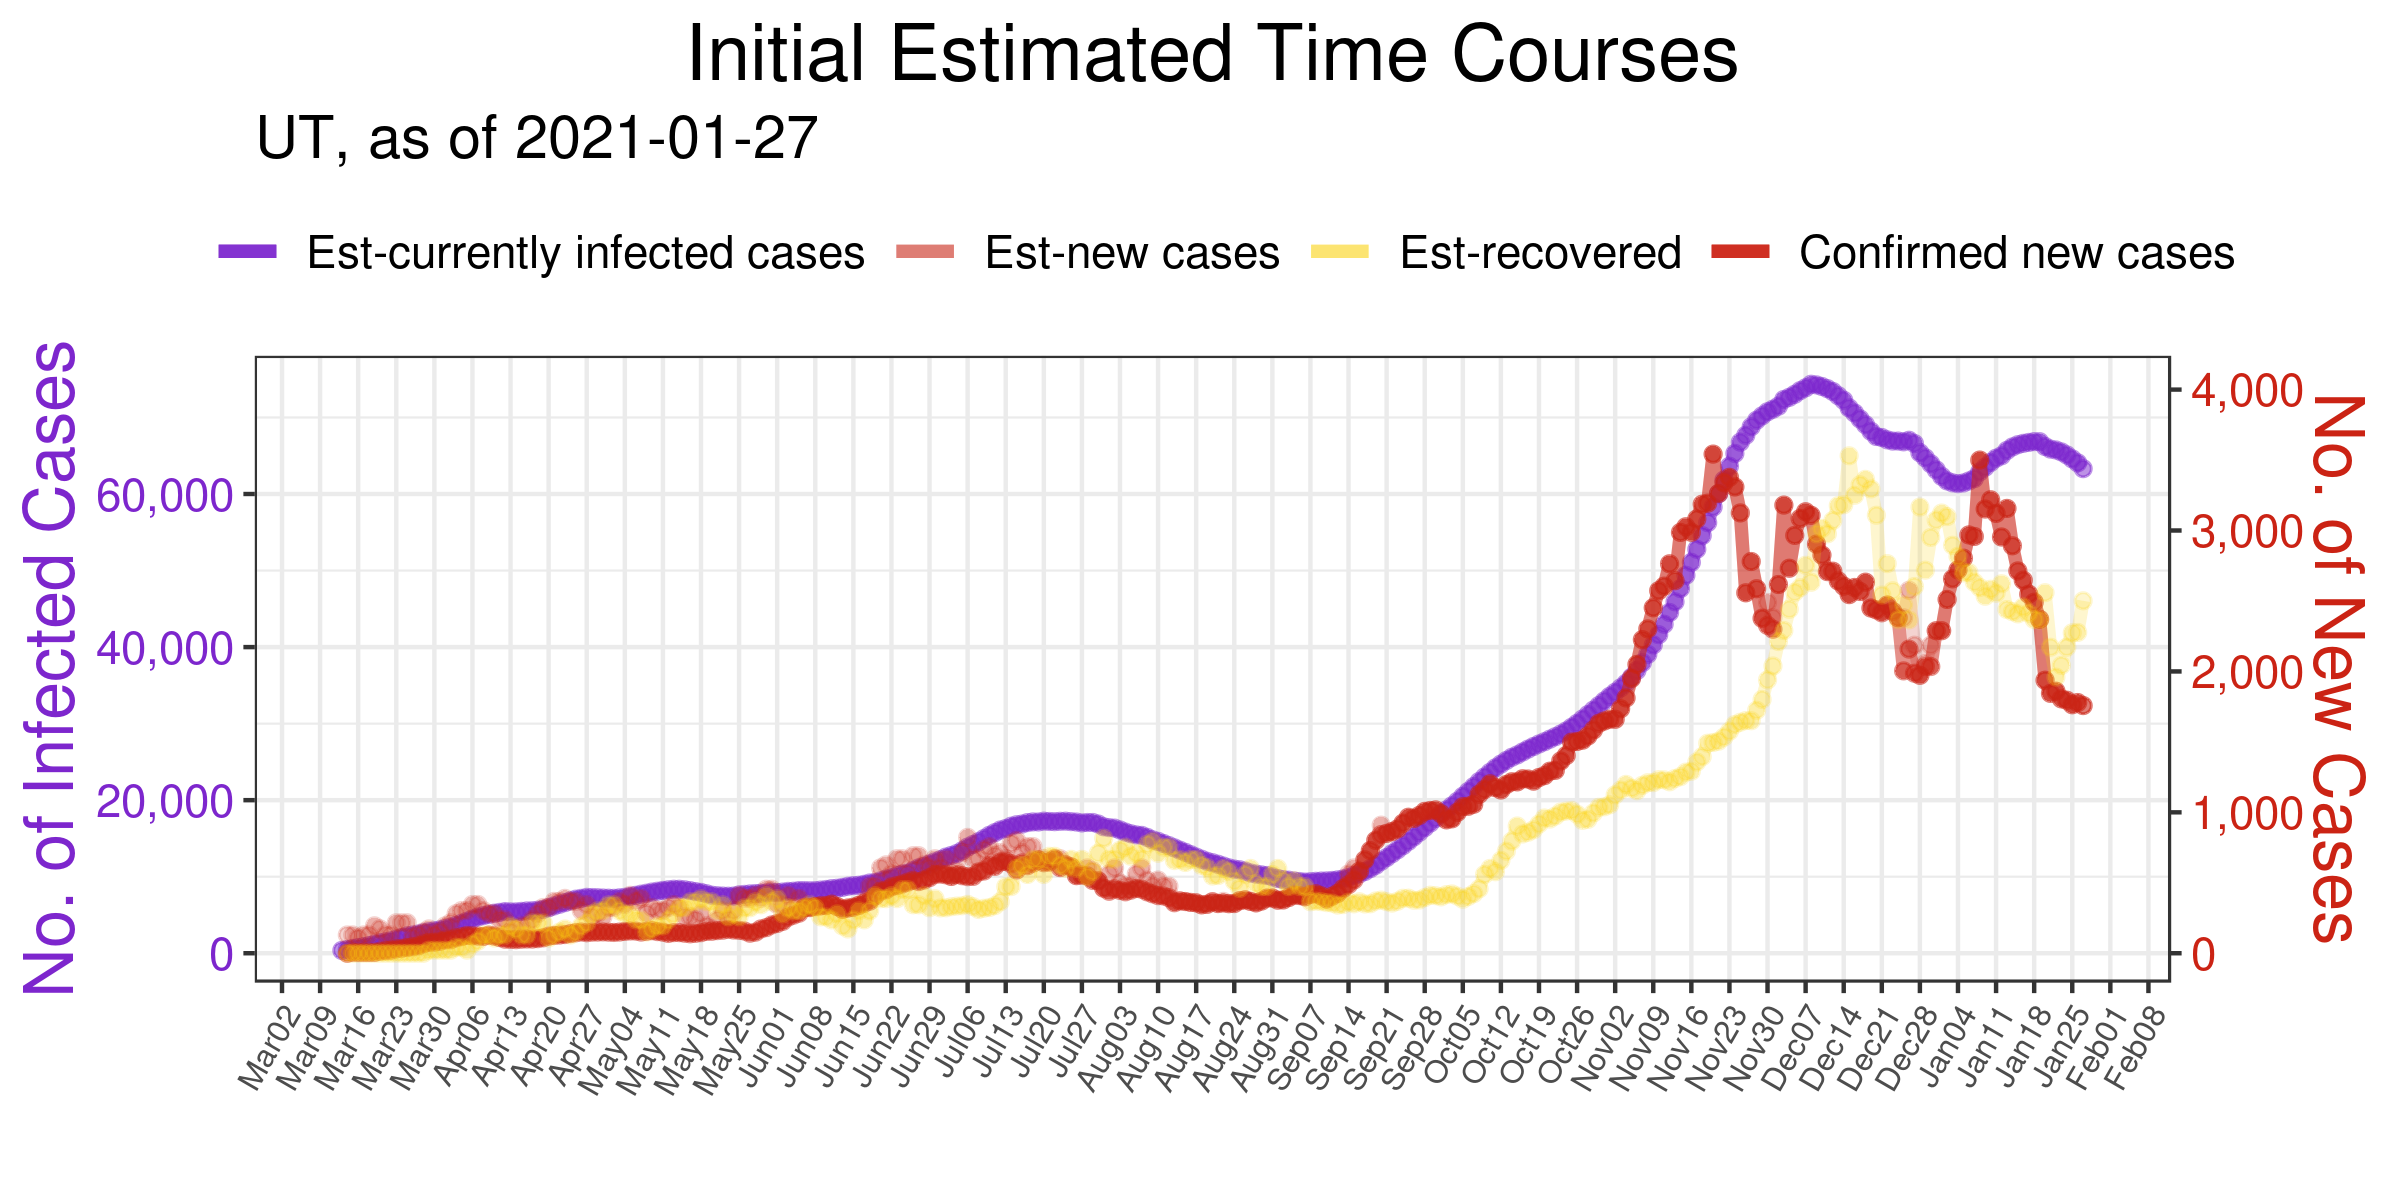 Initial Estimated Time Courses
UT, as of 2021-01-27
Est-currently infected cases Est-new cases Est-recovered Confirmed new cases
No. of Infected Cases
60,000
40,000
20,000
0
4,000
3,000
2,000
1,000
0
No. of New Cases
Mar02 Mar09 Mar16 Mar23 Mar30 Apr06 Apr13 Apr20 Apr27 May04 May11 May18 May25 Jun01 Jun08 Jun15 Jun22 Jun29 Jul06 Jul13 Jul20 Jul27 Aug03 Aug10 Aug17 Aug24 Aug31 Sep07 Sep14 Sep21 Sep28 Oct05 Oct12 Oct19 Oct26 Nov02 Nov09 Nov16 Nov23 Nov30 Dec07 Dec14 Dec21 Dec28 Dec04 Jan11 Jan18 Jan18 Jan25 Feb01 Feb08